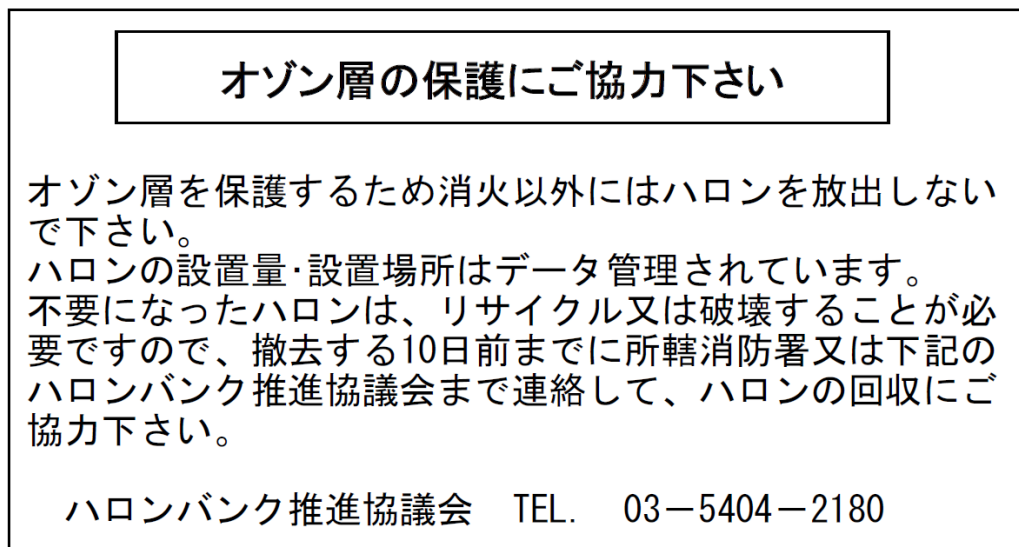 オゾン層の保護にご協力下さい
オゾン層を保護するため消火以外にはハロンを放出しない
で下さい。
ハロンの設置量・設置場所はデータ管理されています。
不要になったハロンは、リサイクル又は破壊することが必
要ですので、撤去する10日前までに所轄消防署又は下記の
ハロンバンク推進協議会まで連絡して、ハロンの回収にご
協力下さい。
ハロンバンク推進協議会　TEL.　03－5404－2180